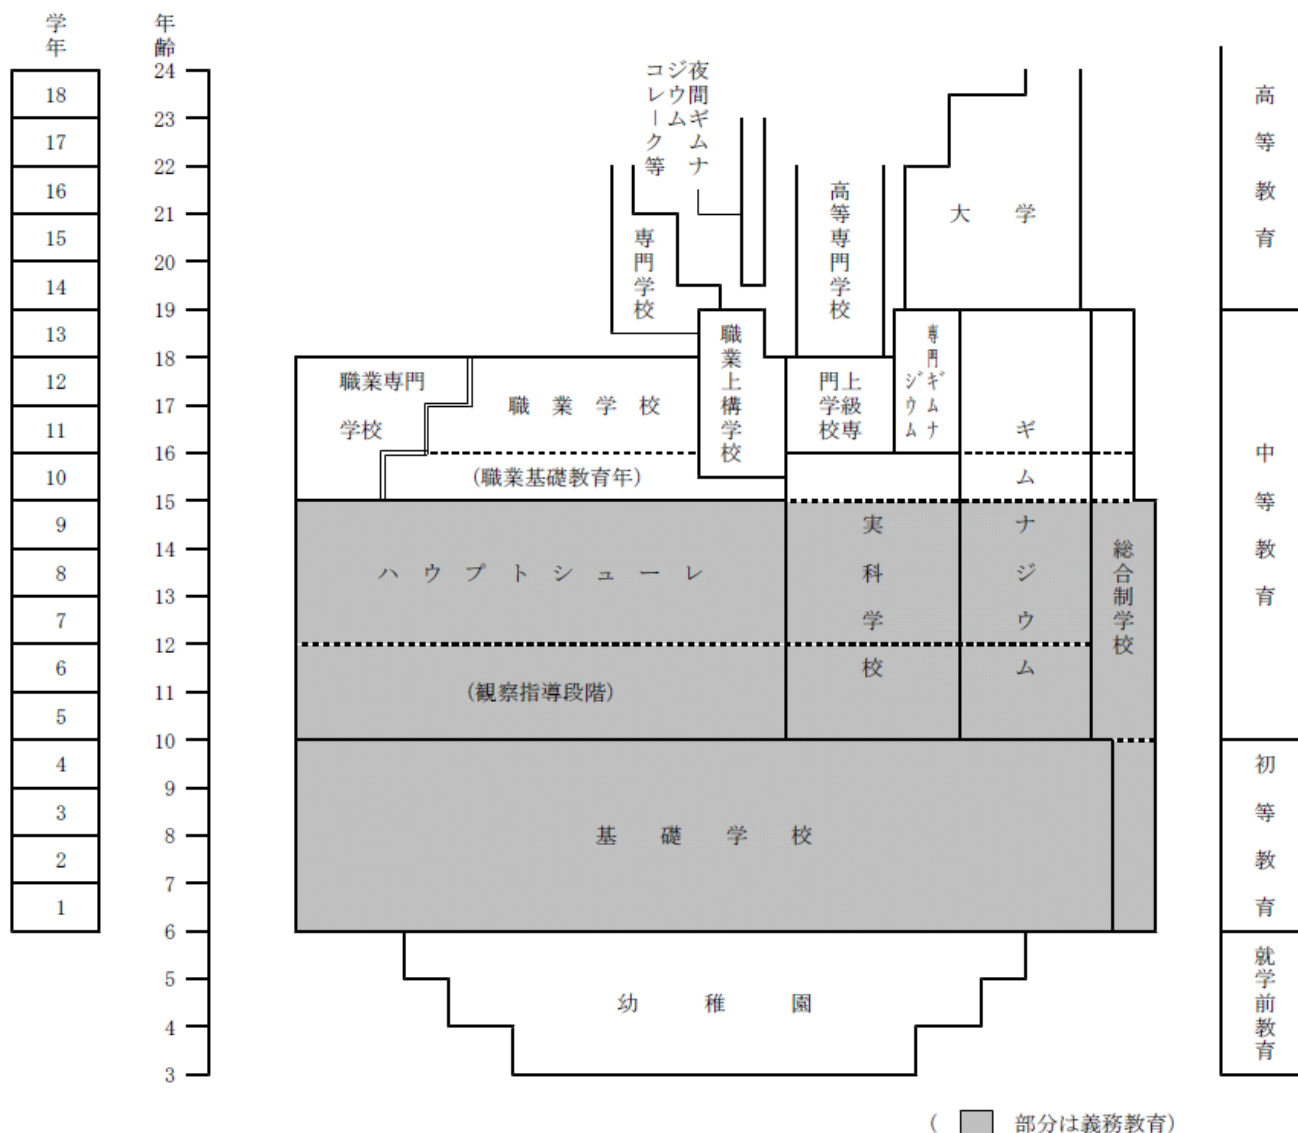 学年
年齢
24
18
23
17
22
16
21
15
20
14
19
13
18
12
17
11
16
10
15
9
14
8
13
7
12
6
11
5
10
4
9
3
8
2
7
1
6
5
4
3
夜間ギムナ
ジウム
コレーク等
専門学校
高等専門学校
大学
職業専門
学校
職業学校
(職業基礎教育年)
職業上構学校
上級専
門学校
専門ギムナ
ジウム
ギムナジウム
ハウプトシューレ
(観察指導段階)
実科学校
総合制学校
基礎学校
幼稚園
高等教育
中等教育
初等教育
就学前教育
( 部分は義務教育)